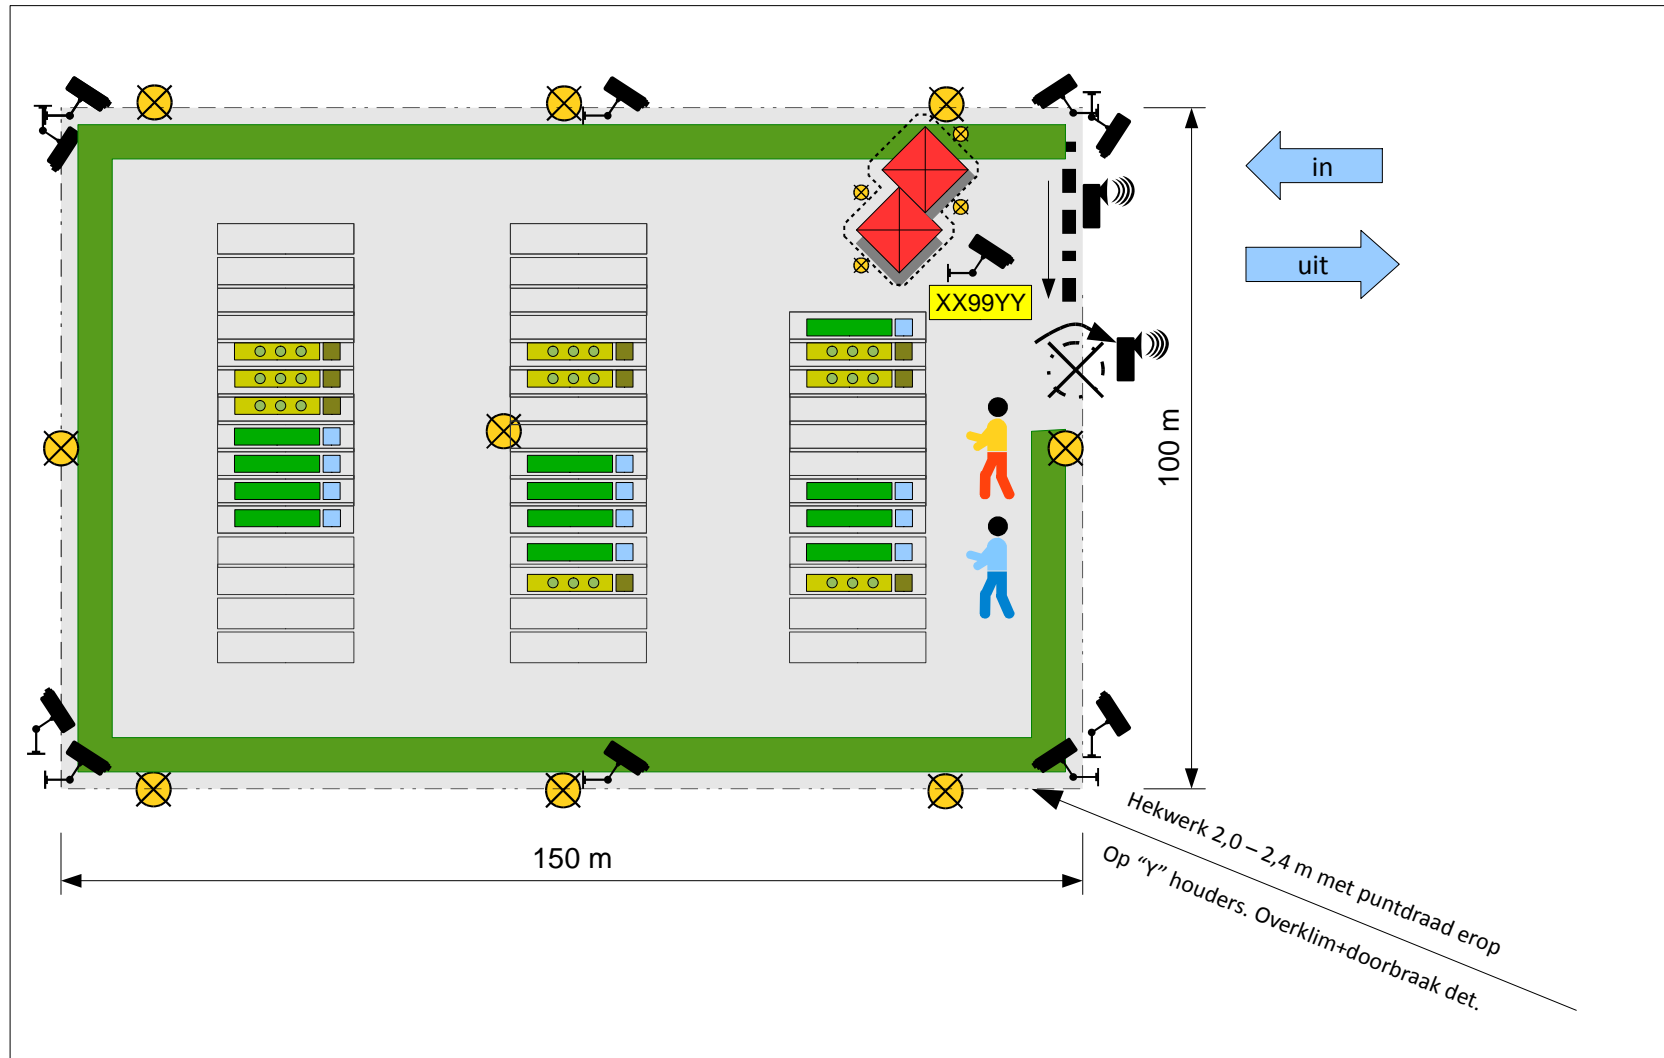 in
uit
XX99YY
100 m
150 m
Hekwerk 2,0 – 2,4 m met puntdraad erop
Op “Y” houders. Overklim+doorbraak det.